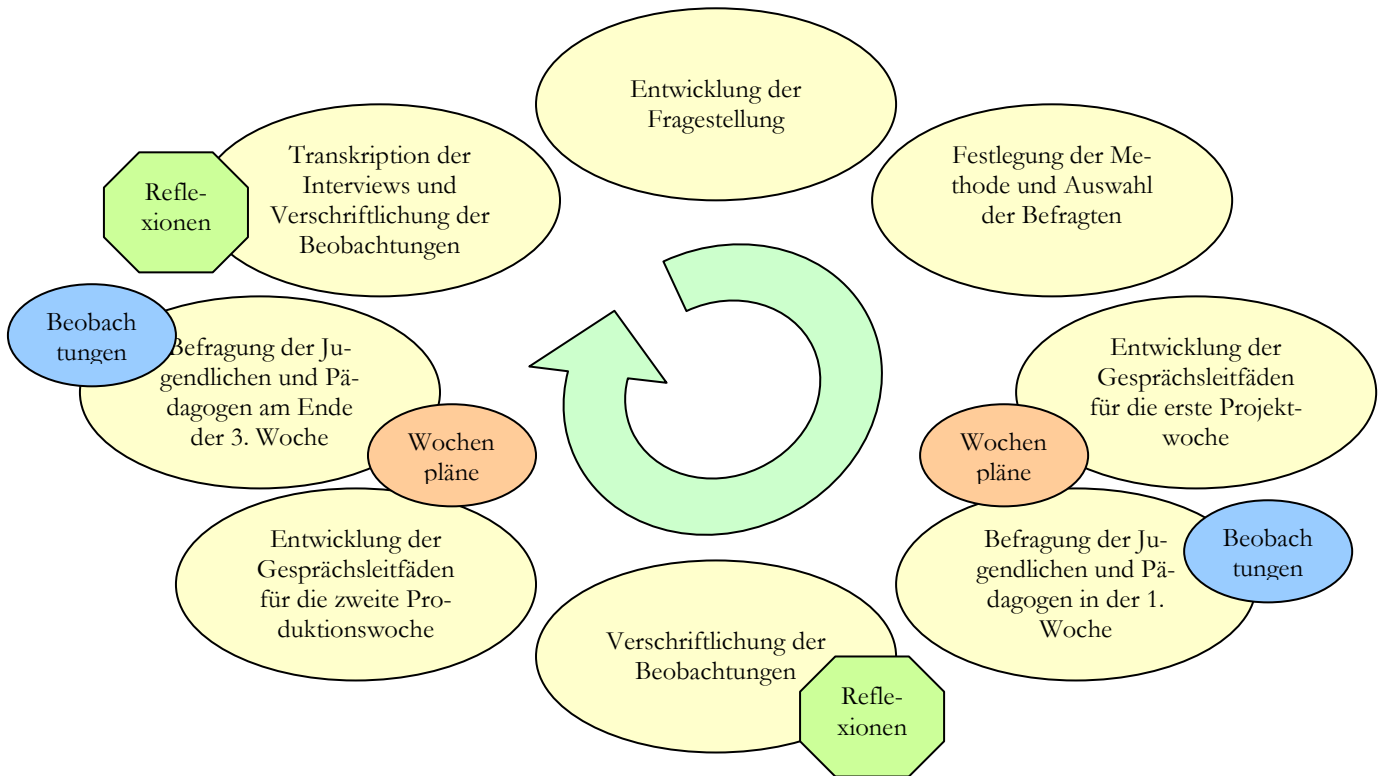 Entwicklung der
Fragestellung
Festlegung der Me-
thode und Auswahl
der Befragten
Entwicklung der
Gesprächsleitfäden
für die erste Projekt-
woche
Wochen
pläne
Befragung der Ju-
gendlichen und Pä-
dagogen in der 1.
Woche
Beobach
tungen
Verschriftlichung der
Beobachtungen
Refle-
xionen
Entwicklung der
Gesprächsleitfäden
für die zweite Pro-
duktionswoche
Wochen
pläne
Befragung der Ju-
gendlichen und Pä-
dagogen am Ende
der 3. Woche
Beobach
tungen
Transkription der
Interviews und
Verschriftlichung der
Beobachtungen
Refle-
xionen